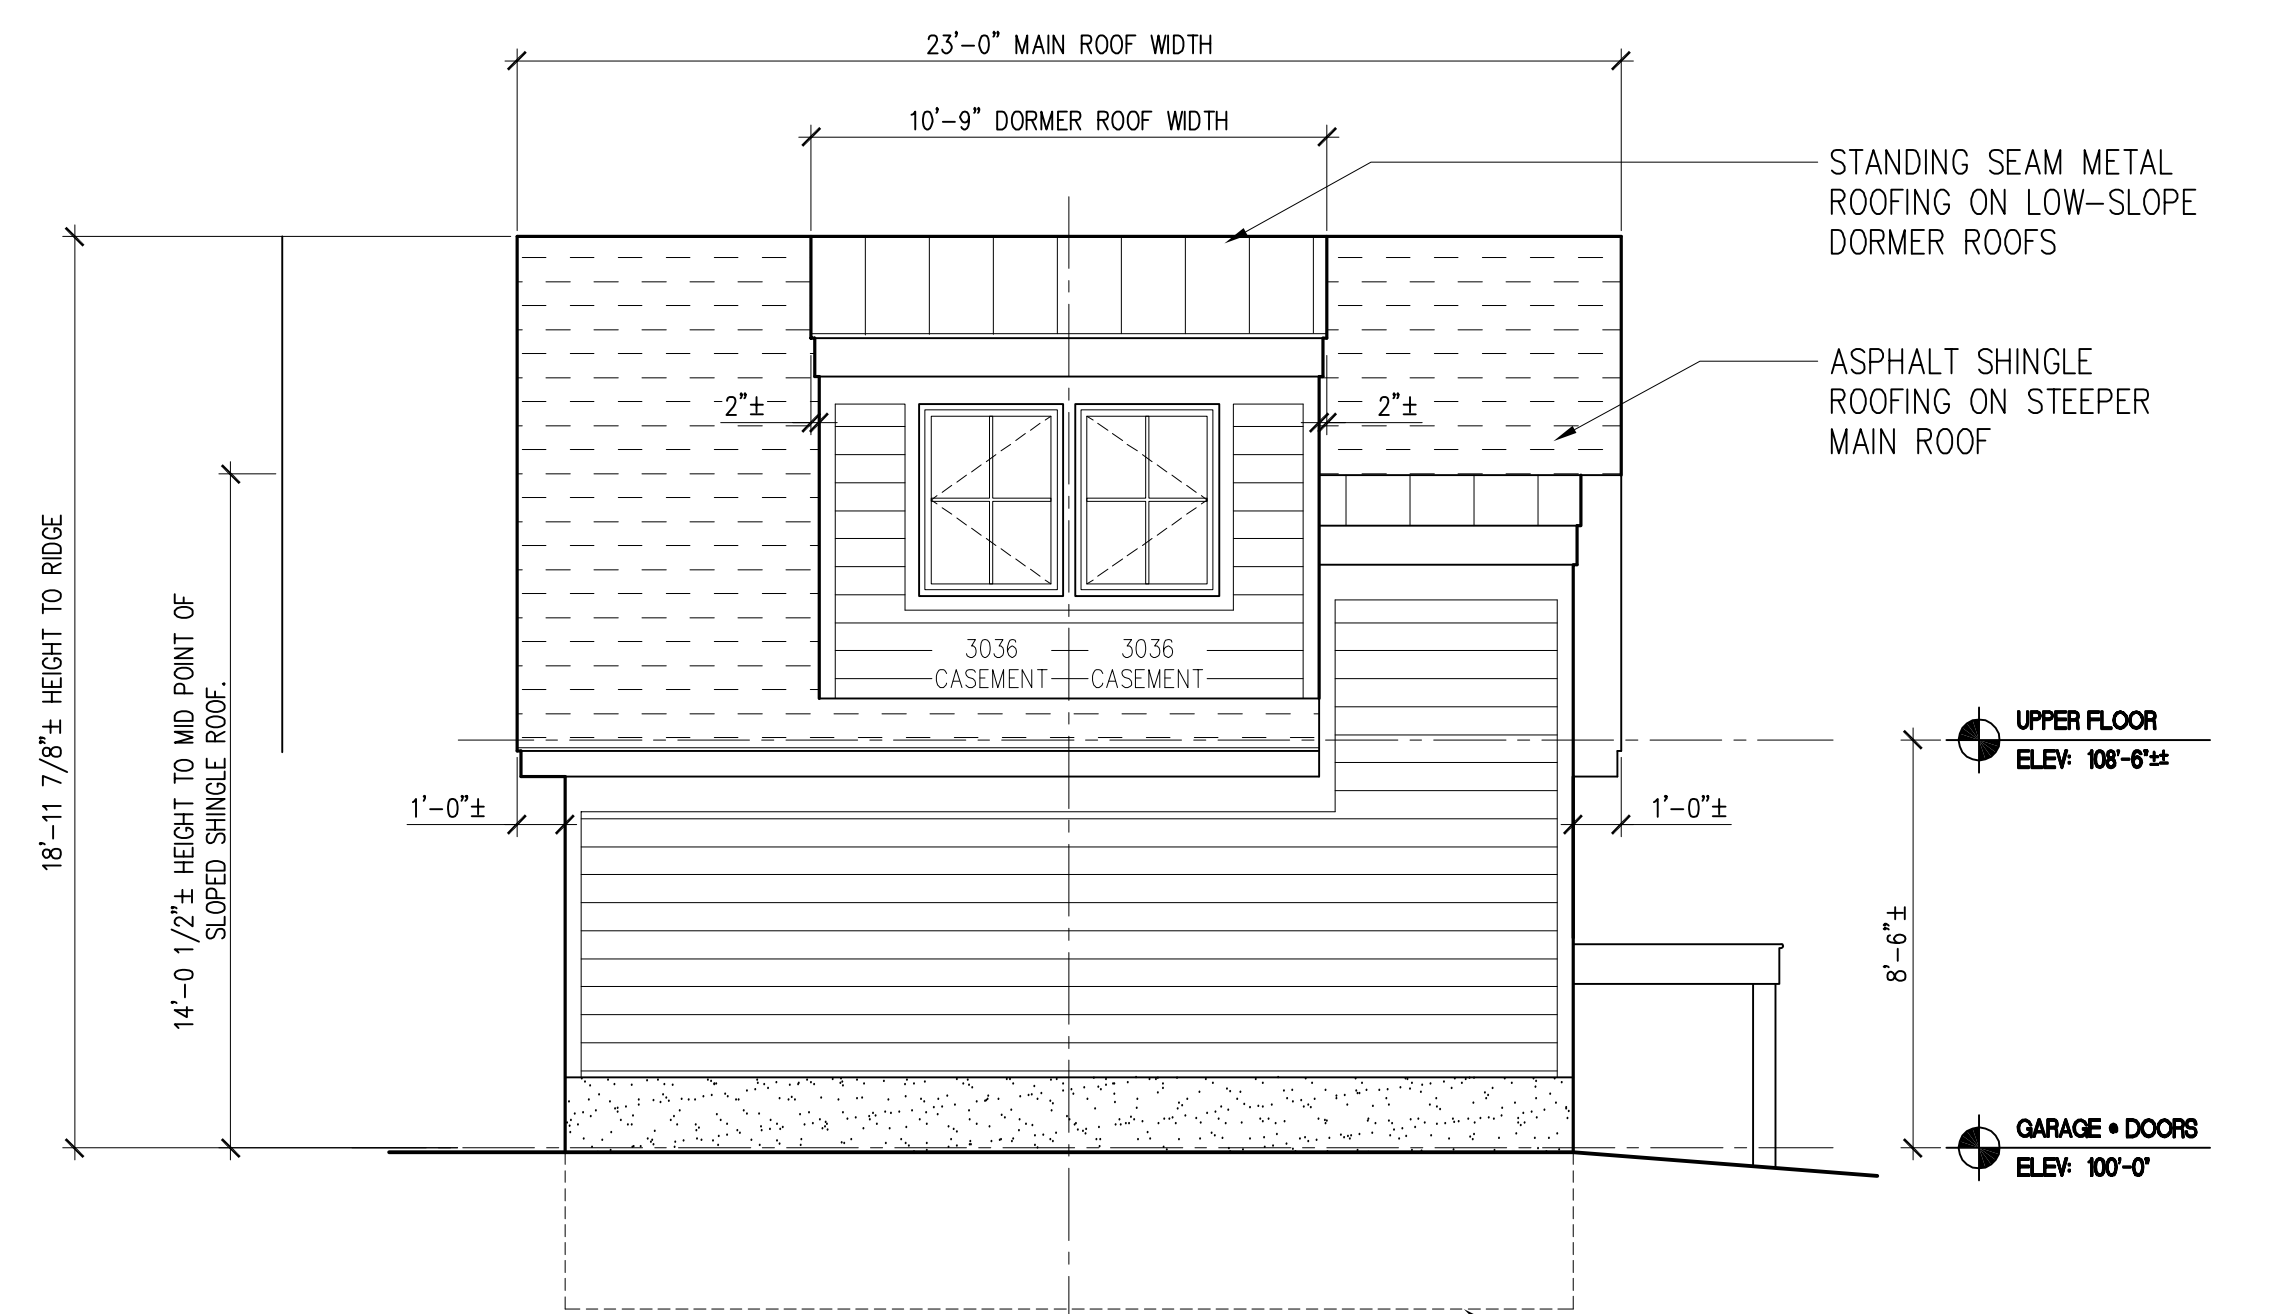 23'-0" MAIN ROOF WIDTH
10'-9" DORMER ROOF WIDTH
STANDING SEAM METAL
ROOFING ON LOW-SLOPE
DORMER ROOFS
ASPHALT SHINGLE
ROOFING ON STEEPER
MAIN ROOF
2"±
2"±
18'-11 7/8"± HEIGHT TO RIDGE
14'-0 1/2"± HEIGHT TO MID POINT OF
SLOPED SHINGLE ROOF.
3036
CASEMENT
3036
CASEMENT
UPPER FLOOR
ELEV: 108'-6"±±
1'-0"±
1'-0"±
8'-6"±
GARAGE • DOORS
ELEV: 100'-0"